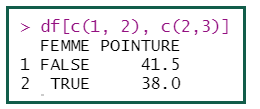 > df[c(1, 2), c(2,3)]
  FEMME POINTURE
1 FALSE     41.5
2  TRUE     38.0